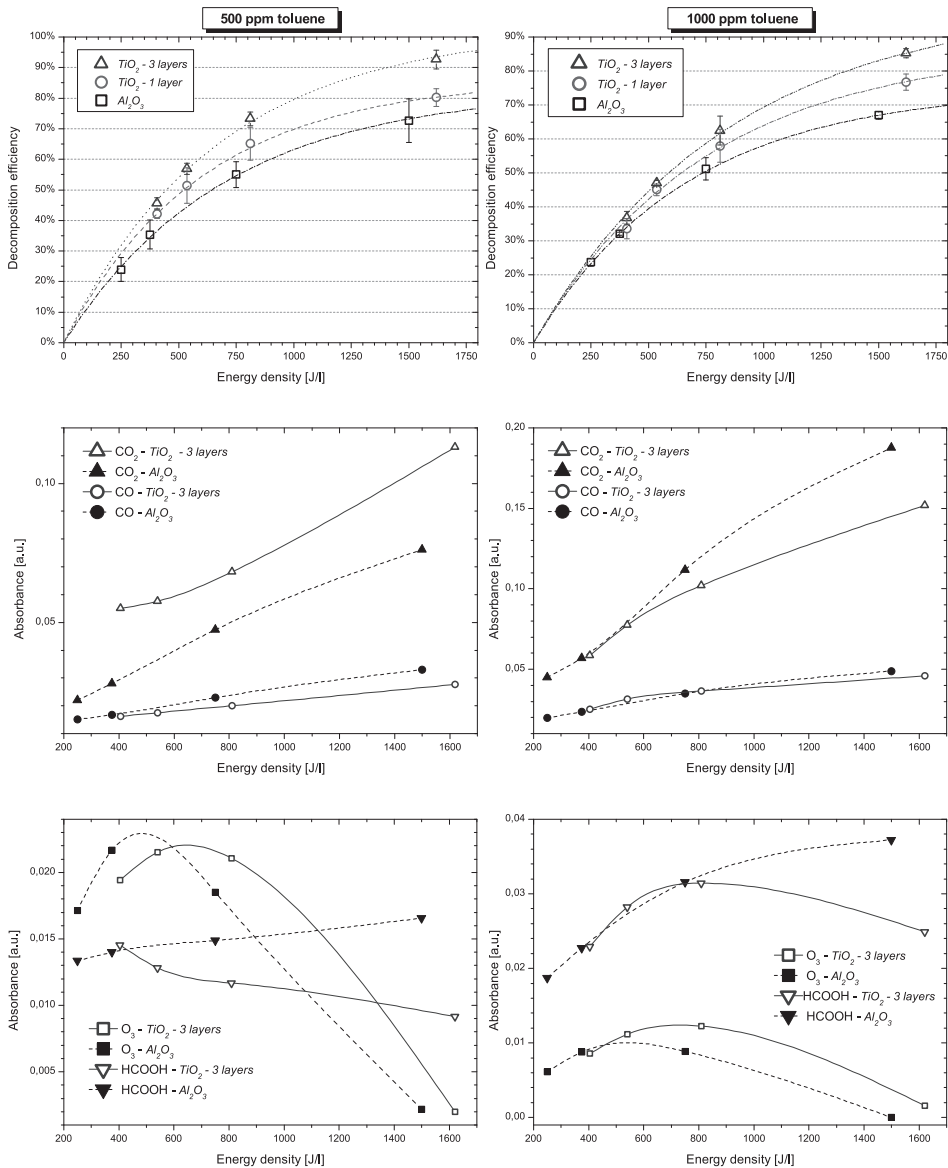 500 ppm toluene
1000 ppm toluene
100%
90%
80%
70%
60%
50%
40%
30%
20%
10%
0%
Decomposition efficiency
TiO2 - 3 layers
TiO2 - 1 layer
Al2O3
0 250 500 750 1000 1250 1500 1750
Energy density [J/l]
90%
80%
70%
60%
50%
40%
30%
20%
10%
0%
Decomposition efficiency
TiO2 - 3 layers
TiO2 - 1 layer
Al2O3
0 250 500 750 1000 1250 1500 1750
Energy density [J/l]
0,10
0,05
Absorbance [a.u.]
CO2 - TiO2 - 3 layers
CO2 - Al2O3
CO - TiO2 - 3 layers
CO - Al2O3
200 400 600 800 1000 1200 1400 1600
Energy density [J/l]
0,20
0,15
0,10
0,05
0,00
Absorbance [a.u.]
CO2 - TiO2 - 3 layers
CO2 - Al2O3
CO - TiO2 - 3 layers
CO - Al2O3
200 400 600 800 1000 1200 1400 1600
Energy density [J/l]
0,020
0,015
0,010
0,005
Absorbance [a.u.]
O3 - TiO2 - 3 layers
O3 - Al2O3
HCOOH - TiO2 - 3 layers
HCOOH - Al2O3
200 400 600 800 1000 1200 1400 1600
Energy density [J/l]
0,04
0,03
0,02
0,01
0,00
Absorbance [a.u.]
O3 - TiO2 - 3 layers
O3 - Al2O3
HCOOH - TiO2 - 3 layers
HCOOH - Al2O3
200 400 600 800 1000 1200 1400 1600
Energy density [J/l]